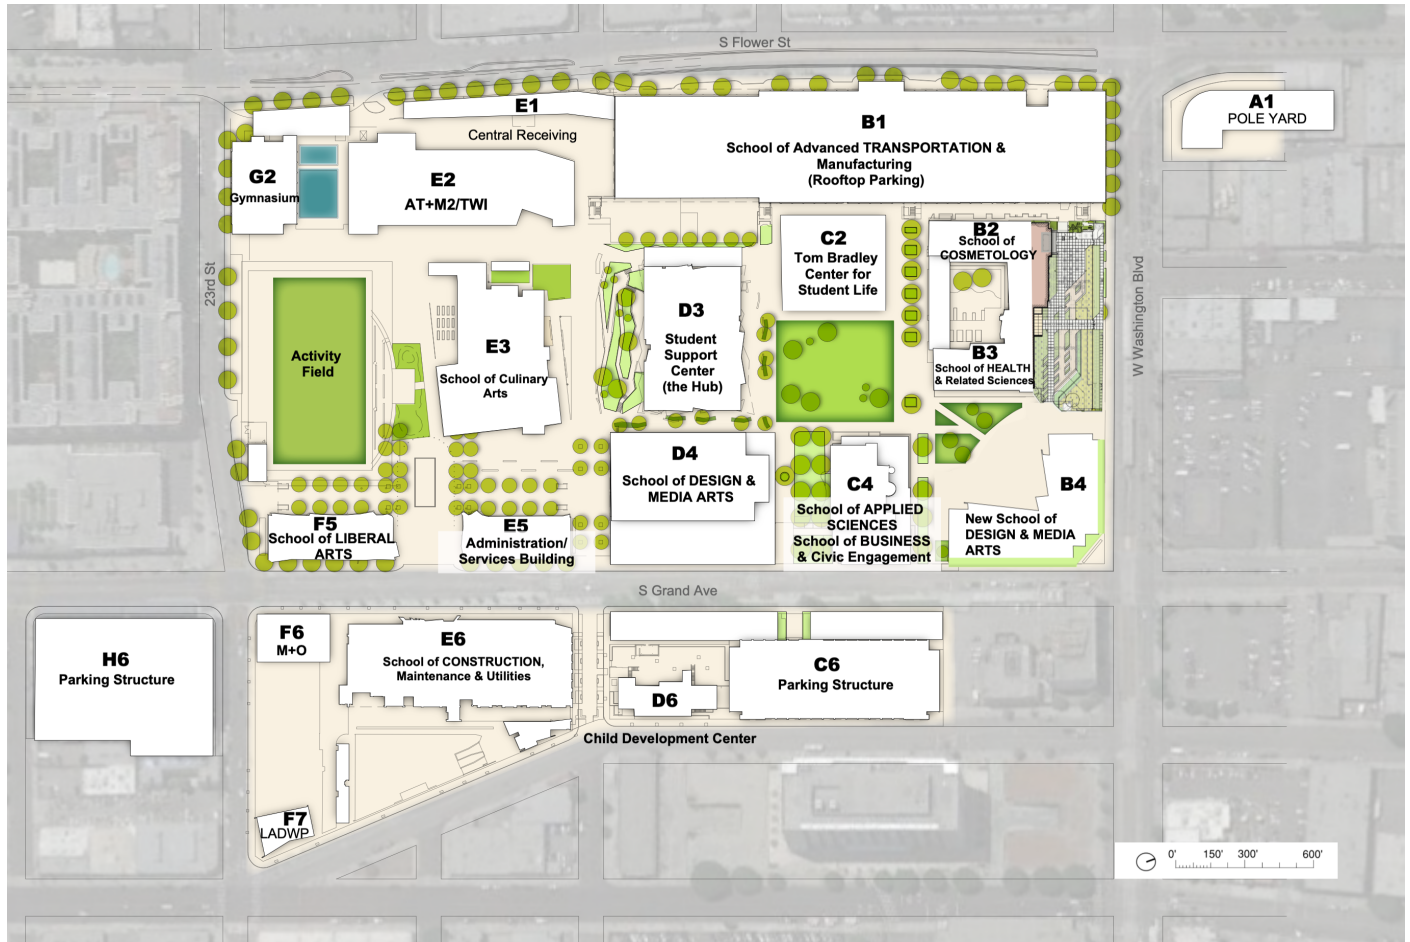 S Flower St
A1
POLE YARD
E1
Central Receiving
B1
School of Advanced TRANSPORTATION &
Manufacturing
(Rooftop Parking)
G2
Gymnasium
E2
AT+M2/TWI
C2
Tom Bradley
Center for
Student Life
B2
School of
COSMETOLOGY
23rd St
W Washington Blvd
Activity
Field
E3
School of Culinary
Arts
D3
Student
Support
Center
(the Hub)
B3
School of HEALTH
& Related Sciences
D4
School of DESIGN &
MEDIA ARTS
C4
School of APPLIED
SCIENCES
School of BUSINESS
& Civic Engagement
B4
New School of
DESIGN & MEDIA
ARTS
F5
School of LIBERAL
ARTS
E5
Administration/
Services Building
S Grand Ave
H6
Parking Structure
F6
M+O
E6
School of CONSTRUCTION,
Maintenance & Utilities
D6
Child Development Center
C6
Parking Structure
F7
LADWP
0' 150' 300' 600'